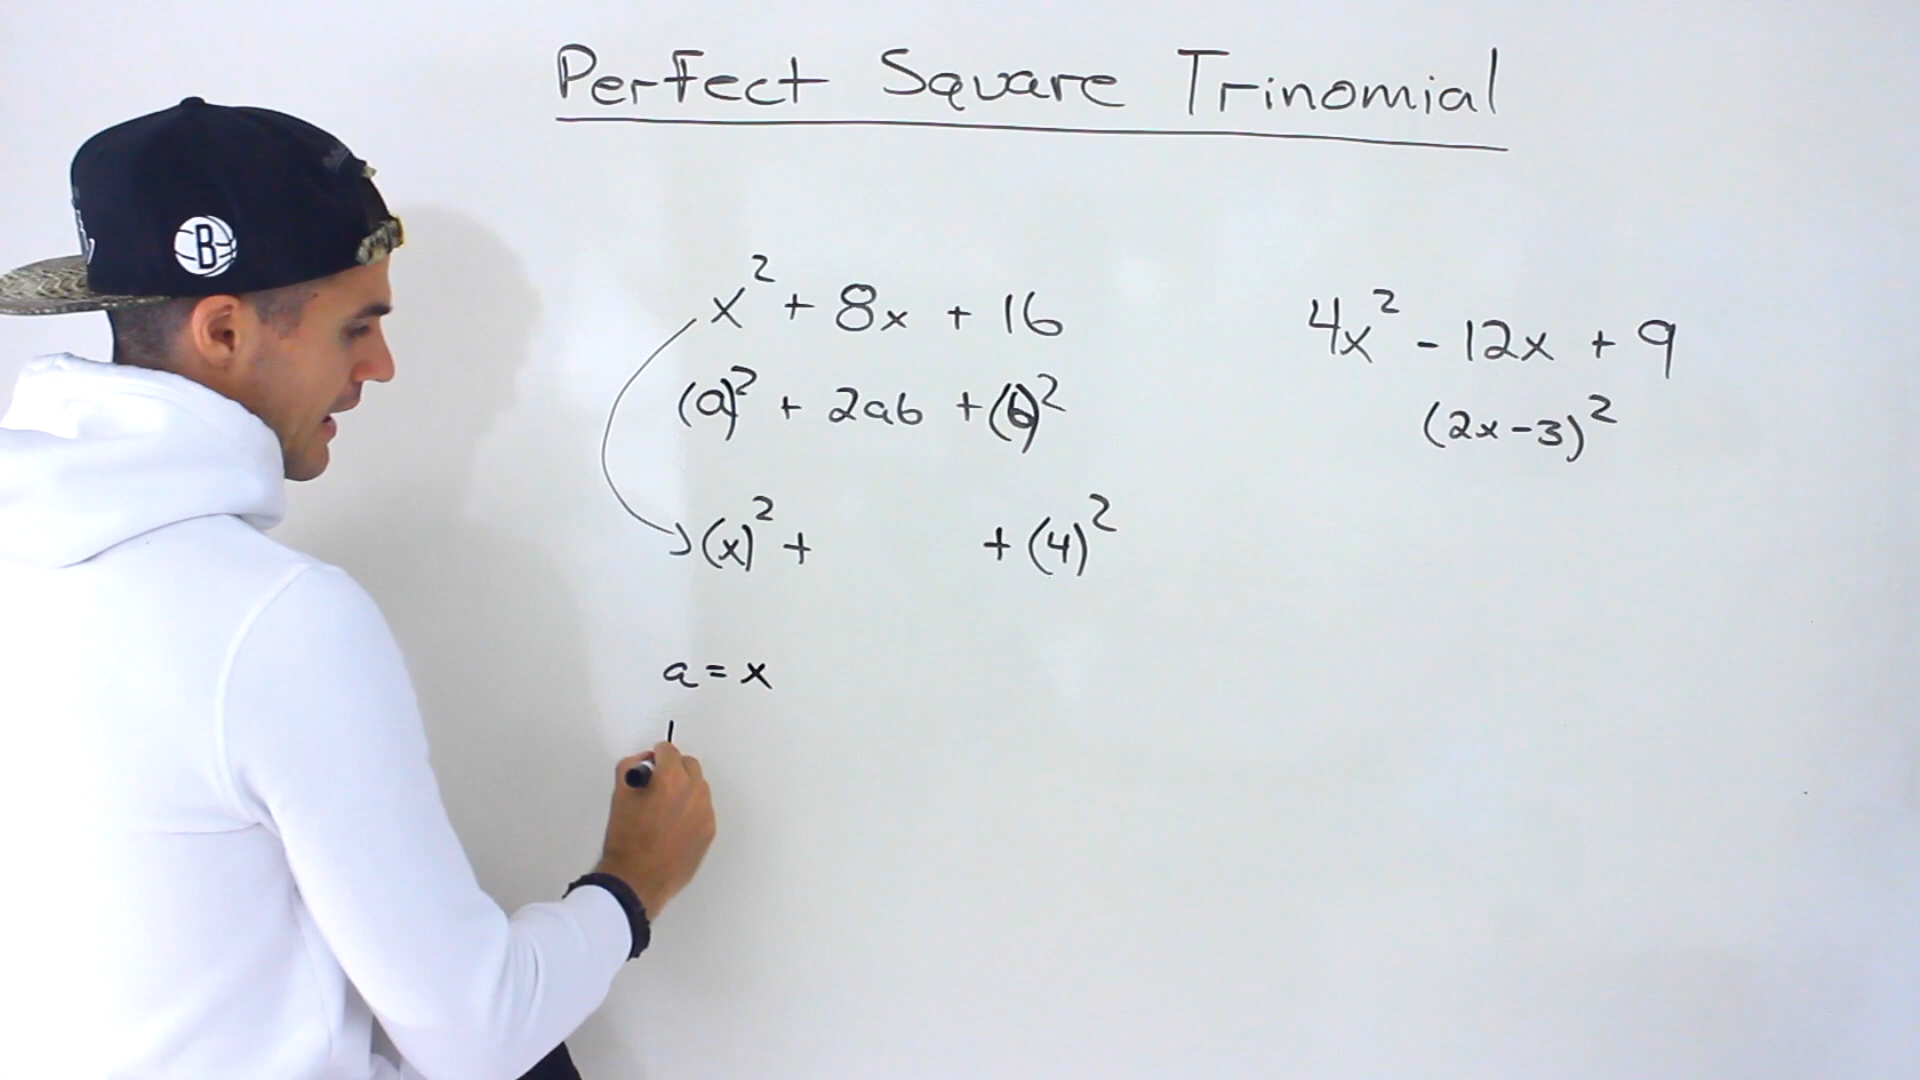 Perfect Square Trinomial
x² + 8x + 16
(a)² + 2ab + (b)²
(x)² + + (4)²
a = x
4x² - 12x + 9
(2x-3)²
B